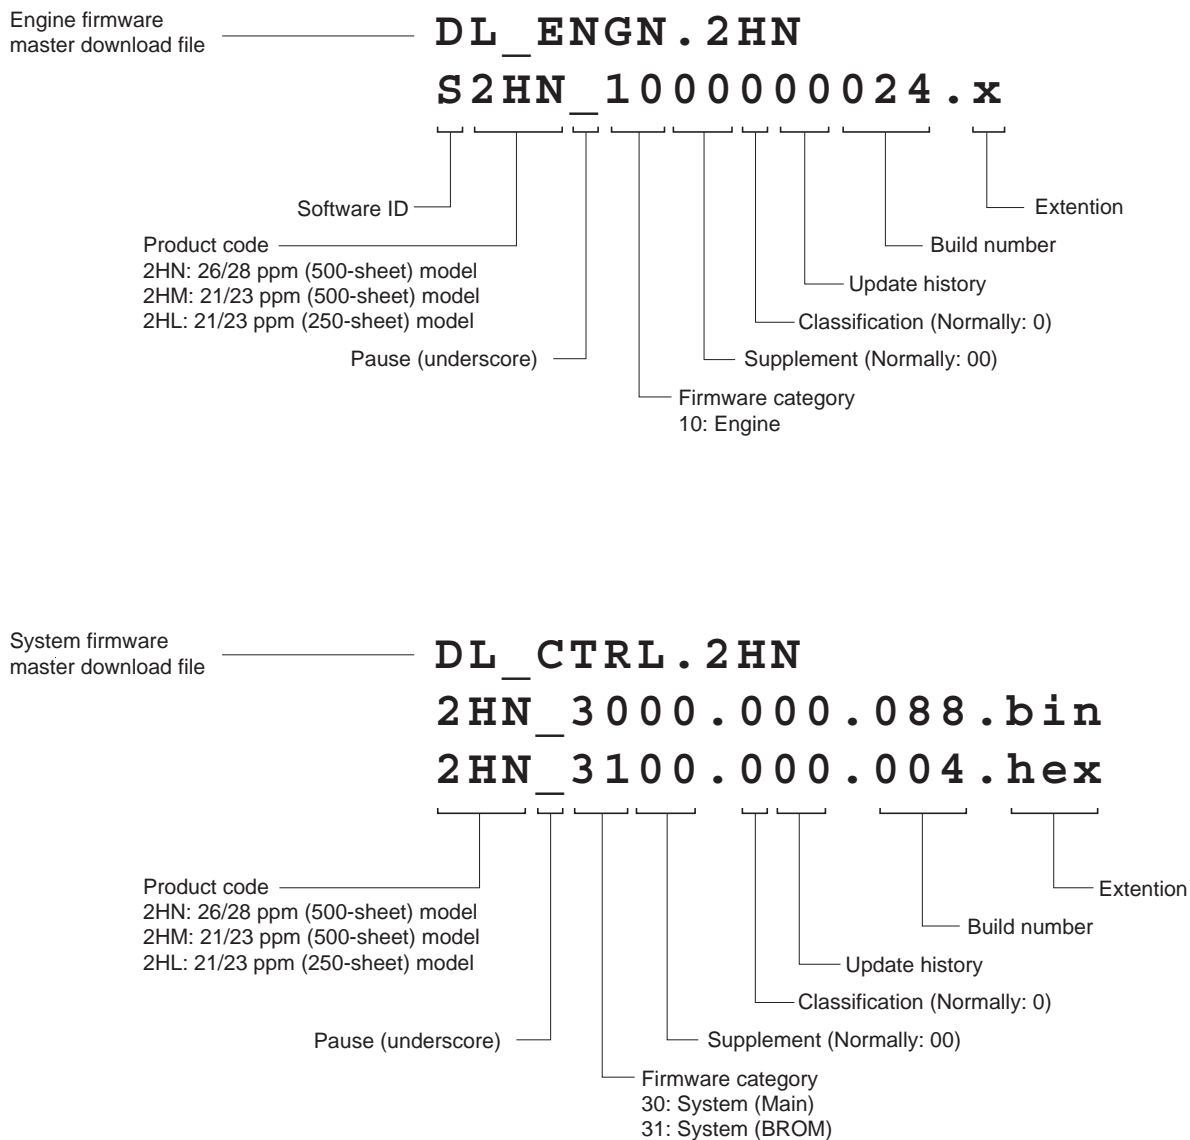 Engine firmware
master download file
DL_ENGN.2HN
S2HN_1000000024.x
Software ID
Extention
Product code
2HN: 26/28 ppm (500-sheet) model
2HM: 21/23 ppm (500-sheet) model
2HL: 21/23 ppm (250-sheet) model
Build number
Update history
Classification (Normally: 0)
Pause (underscore)
Supplement (Normally: 00)
Firmware category
10: Engine
System firmware
master download file
DL_CTRL.2HN
2HN_3000.000.088.bin
2HN_3100.000.004.hex
Product code
2HN: 26/28 ppm (500-sheet) model
2HM: 21/23 ppm (500-sheet) model
2HL: 21/23 ppm (250-sheet) model
Extention
Build number
Update history
Classification (Normally: 0)
Pause (underscore)
Supplement (Normally: 00)
Firmware category
30: System (Main)
31: System (BROM)